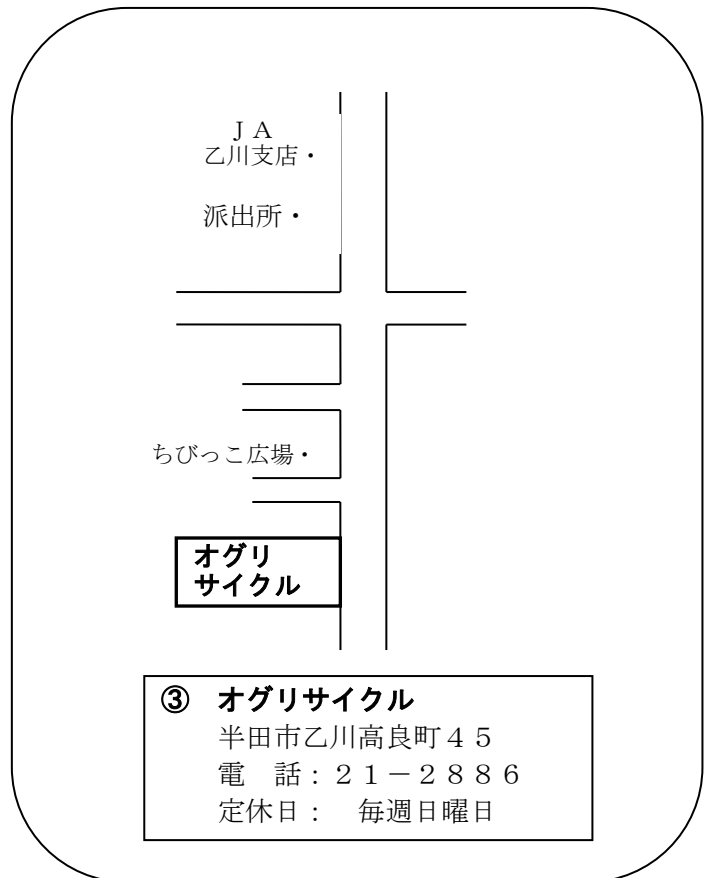 ＪＡ
乙川支店・
派出所・
ちびっこ広場・
オグリ
サイクル
③　オグリサイクル
半田市乙川高良町４５
電　話：２１－２８８６
定休日：　毎週日曜日